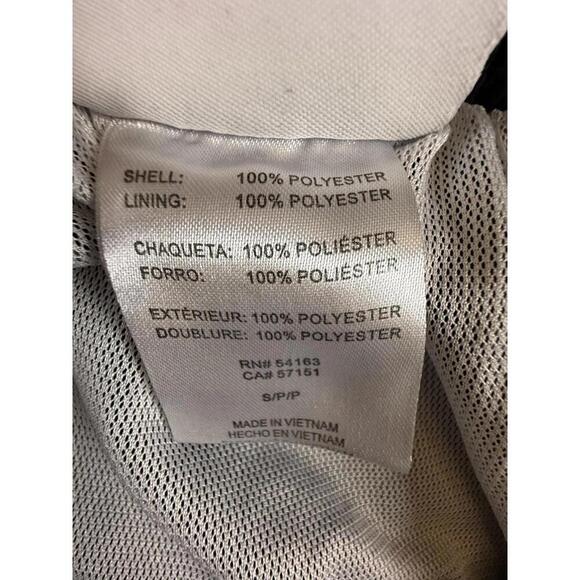 SHELL: 100% POLYESTER
LINING: 100% POLYESTER
CHAQUETA: 100% POLIÉSTER
FORRO: 100% POLIÉSTER
EXTÉRIEUR: 100% POLYESTER
DOUBLURE: 100% POLYESTER
RN# 54163
CA# 57151
S/P/P
MADE IN VIETNAM
HECHO EN VIETNAM